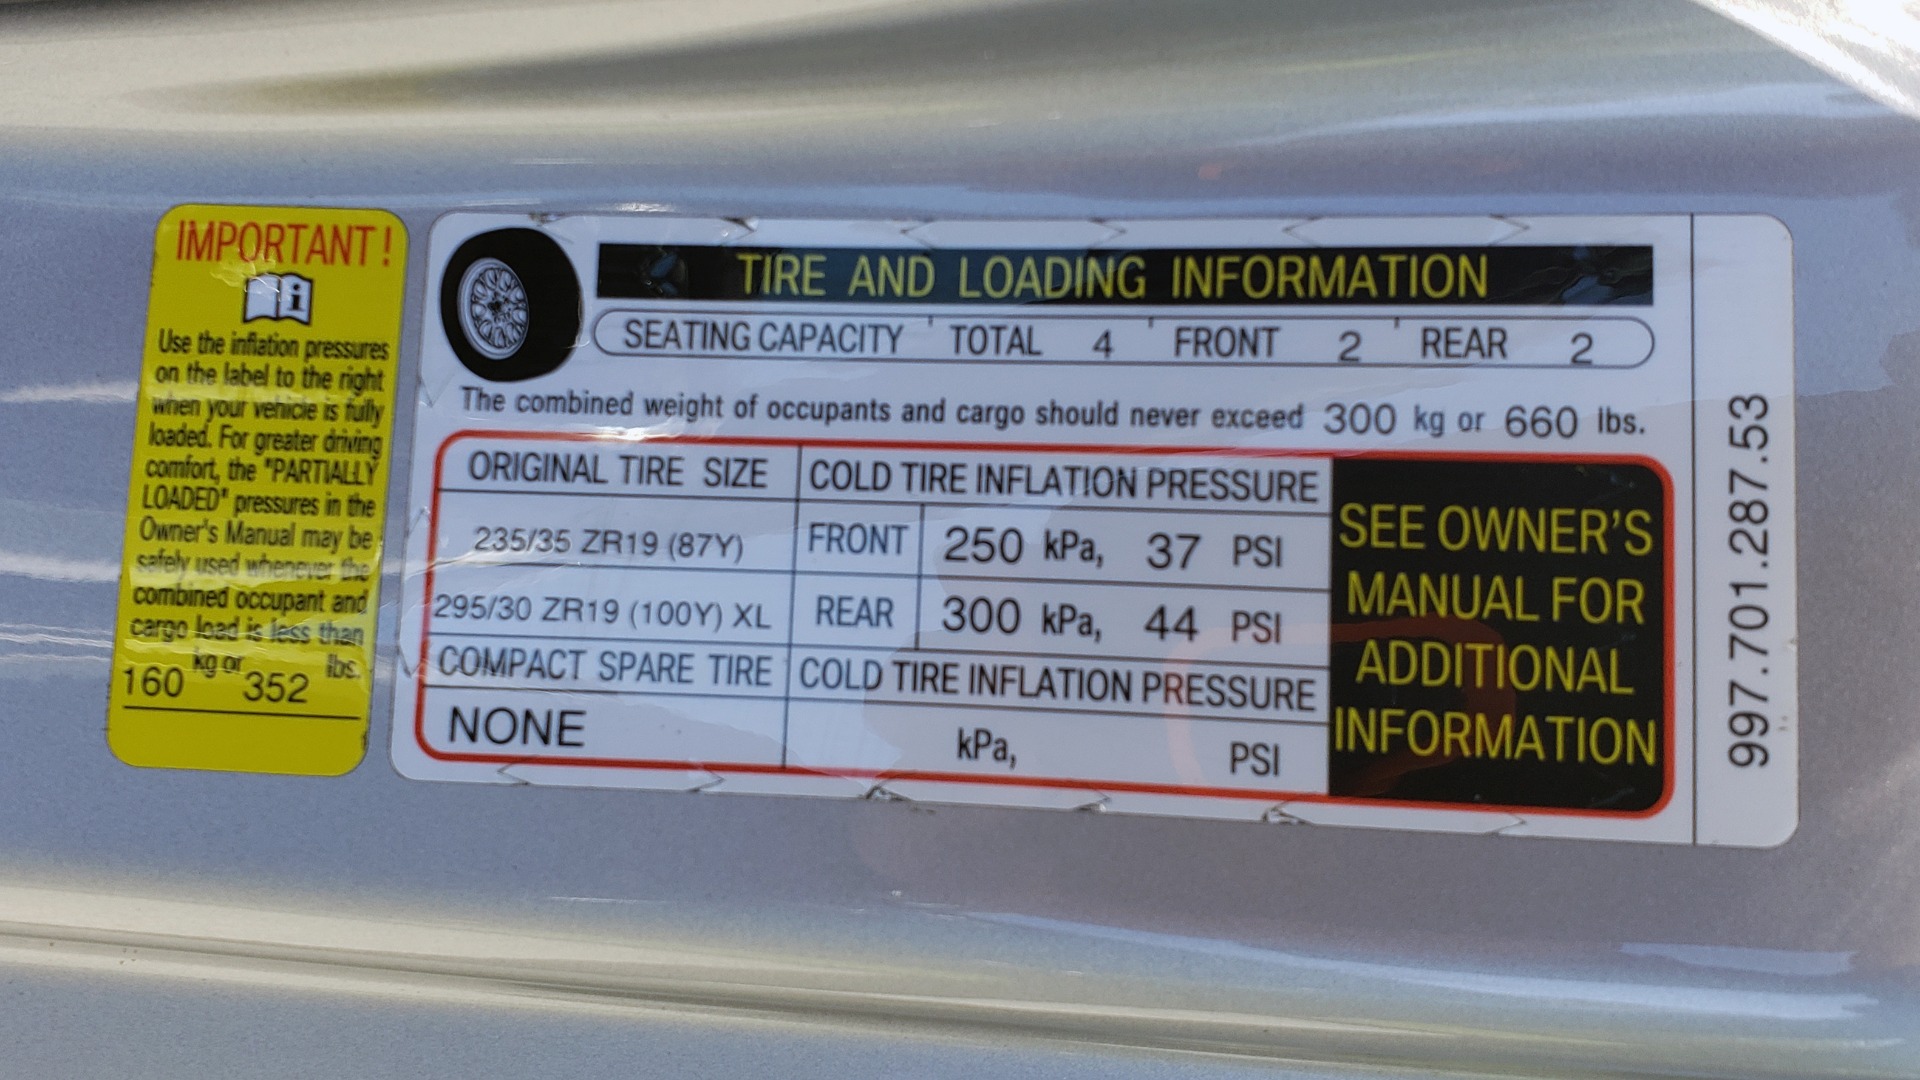 IMPORTANT!
Use the inflation pressures
on the label to the right
when your vehicle is fully
loaded. For greater driving
comfort, the "PARTIALLY
LOADED" pressures in the
Owner's Manual may be
safely used whenever the
combined occupant and
cargo load is less than
160 kg or 352 lbs.
TIRE AND LOADING INFORMATION
SEATING CAPACITY TOTAL 4 FRONT 2 REAR 2
The combined weight of occupants and cargo should never exceed 300 kg or 660 lbs.
ORIGINAL TIRE SIZE COLD TIRE INFLATION PRESSURE
235/35 ZR19 (87Y) FRONT 250 kPa, 37 PSI
295/30 ZR19 (100Y) XL REAR 300 kPa, 44 PSI
COMPACT SPARE TIRE COLD TIRE INFLATION PRESSURE
NONE kPa, PSI
SEE OWNER'S
MANUAL FOR
ADDITIONAL
INFORMATION
997.701.287.53